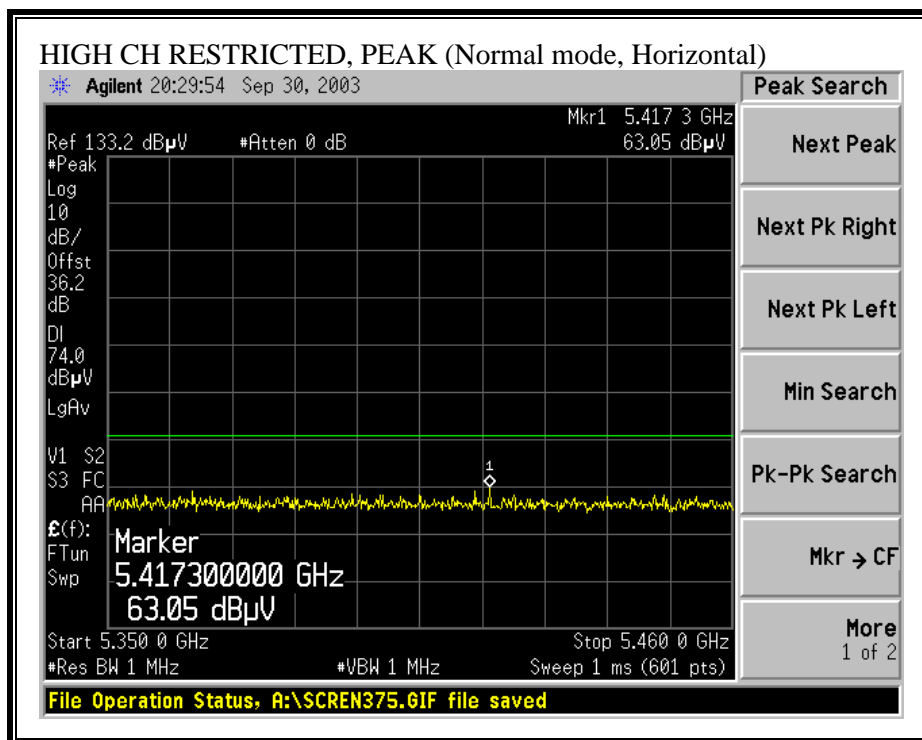 HIGH CH RESTRICTED, PEAK (Normal mode, Horizontal)
Agilent 20:29:54 Sep 30, 2003
Peak Search
Mkr1 5.417 3 GHz
Ref 133.2 dBµV #Atten 0 dB 63.05 dBµV
Next Peak
#Peak
Log
10
dB/
Next Pk Right
Offst
36.2
dB
Next Pk Left
DI
74.0
dBµV
Min Search
LgAv
1
V1 S2
S3 FC
AA
Pk-Pk Search
£(f):
FTun
Swp
Marker
5.417300000 GHz
63.05 dBµV
Mkr → CF
Start 5.350 0 GHz Stop 5.460 0 GHz
#Res BW 1 MHz #VBW 1 MHz Sweep 1 ms (601 pts)
More
1 of 2
File Operation Status, A:\SCREN375.GIF file saved